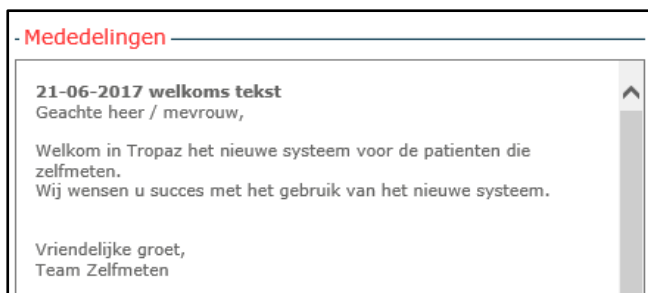 Mededelingen
21-06-2017 welkoms tekst
Geachte heer / mevrouw,
Welkom in Tropaz het nieuwe systeem voor de patienten die
zelfmeten.
Wij wensen u succes met het gebruik van het nieuwe systeem.
Vriendelijke groet,
Team Zelfmeten